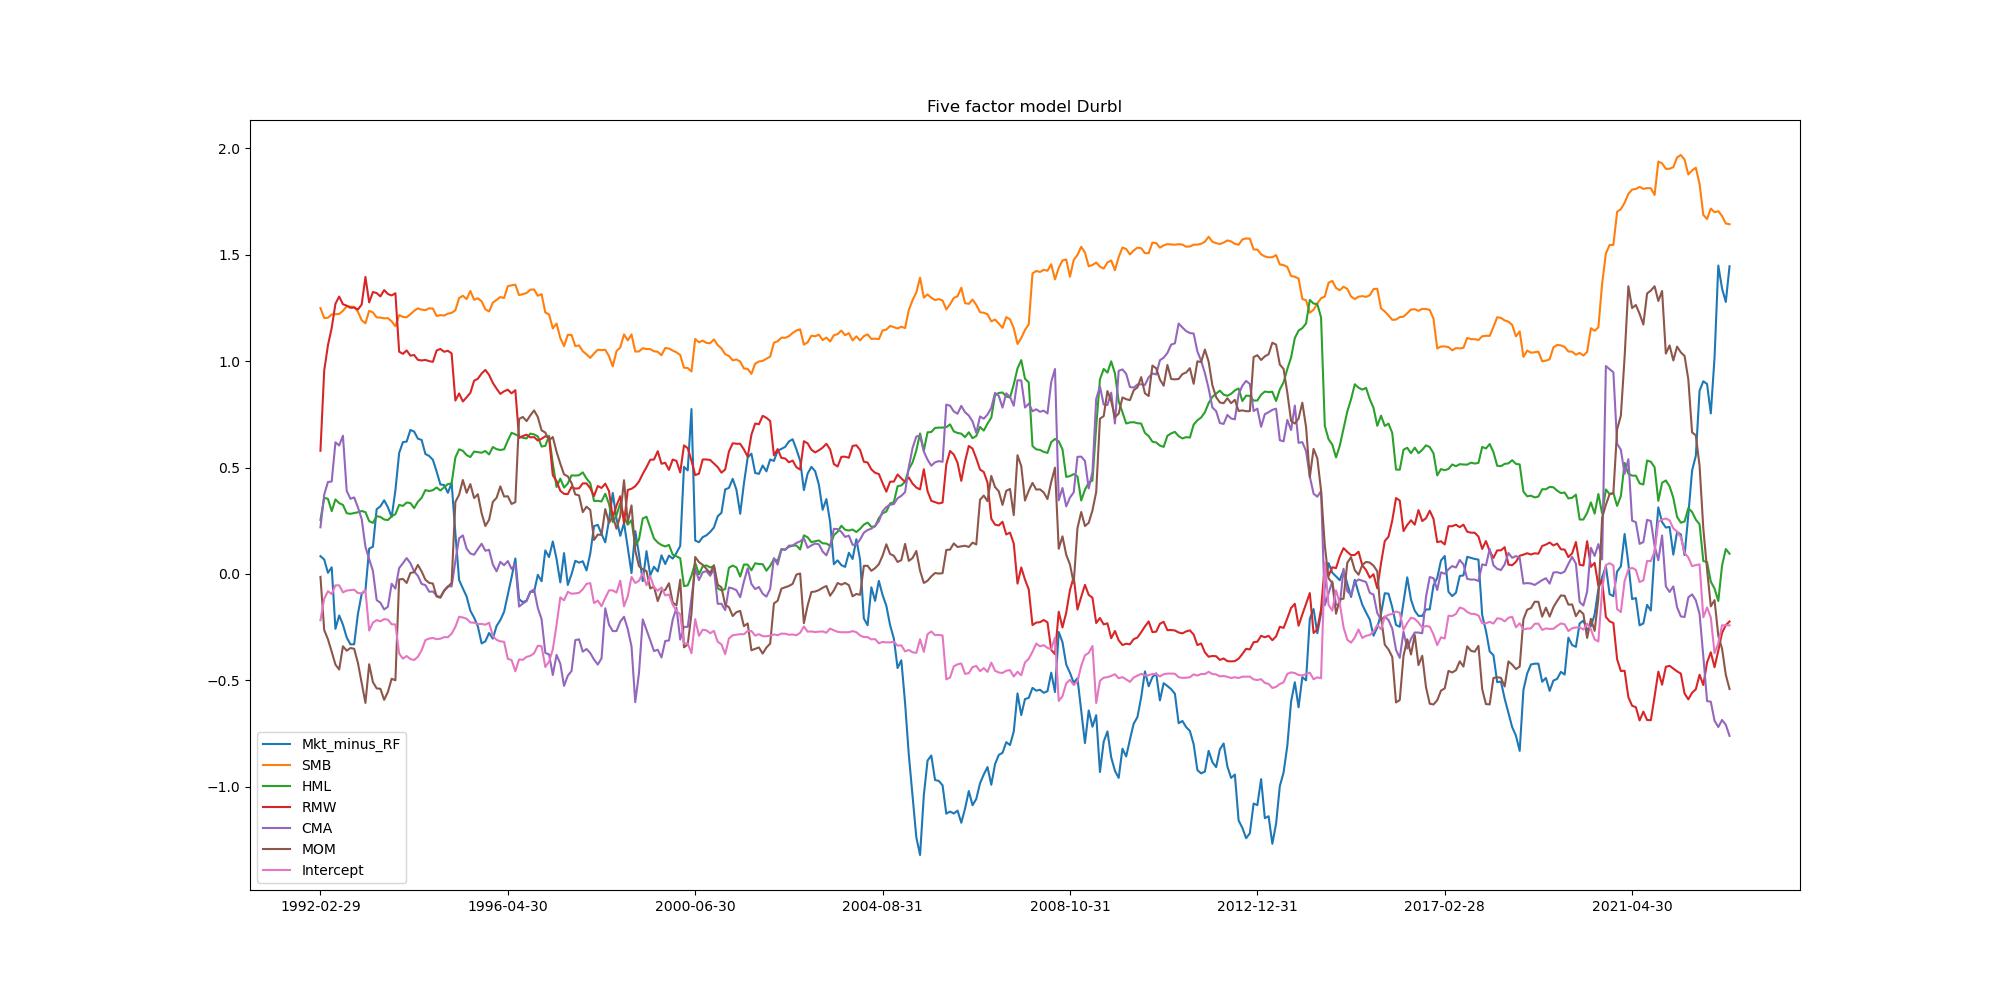 Five factor model Durbl
2.0
1.5
1.0
0.5
0.0
−0.5
−1.0
Mkt_minus_RF
SMB
HML
RMW
CMA
MOM
Intercept
1992-02-29 1996-04-30 2000-06-30 2004-08-31 2008-10-31 2012-12-31 2017-02-28 2021-04-30